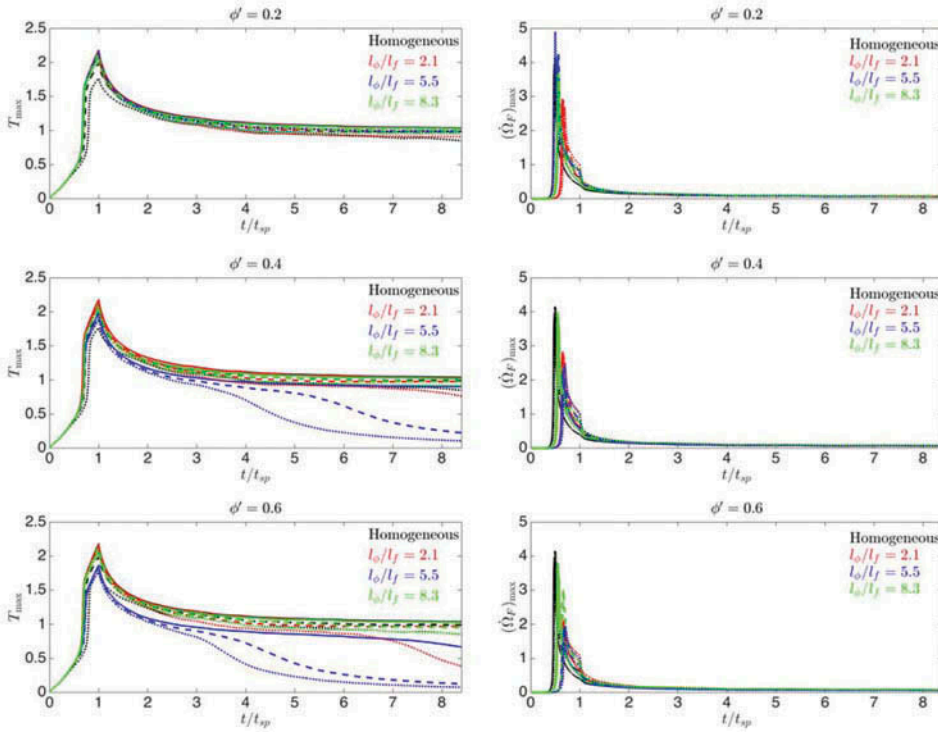 ϕ′ = 0.2
2.5
2
1.5
1
0.5
0
T_max
0 1 2 3 4 5 6 7 8
t/t_sp
Homogeneous
l_ϕ/l_f = 2.1
l_ϕ/l_f = 5.5
l_ϕ/l_f = 8.3
ϕ′ = 0.2
5
4
3
2
1
0
(Ω̇_F)_max
0 1 2 3 4 5 6 7 8
t/t_sp
Homogeneous
l_ϕ/l_f = 2.1
l_ϕ/l_f = 5.5
l_ϕ/l_f = 8.3
ϕ′ = 0.4
2.5
2
1.5
1
0.5
0
T_max
0 1 2 3 4 5 6 7 8
t/t_sp
Homogeneous
l_ϕ/l_f = 2.1
l_ϕ/l_f = 5.5
l_ϕ/l_f = 8.3
ϕ′ = 0.4
5
4
3
2
1
0
(Ω̇_F)_max
0 1 2 3 4 5 6 7 8
t/t_sp
Homogeneous
l_ϕ/l_f = 2.1
l_ϕ/l_f = 5.5
l_ϕ/l_f = 8.3
ϕ′ = 0.6
2.5
2
1.5
1
0.5
0
T_max
0 1 2 3 4 5 6 7 8
t/t_sp
Homogeneous
l_ϕ/l_f = 2.1
l_ϕ/l_f = 5.5
l_ϕ/l_f = 8.3
ϕ′ = 0.6
5
4
3
2
1
0
(Ω̇_F)_max
0 1 2 3 4 5 6 7 8
t/t_sp
Homogeneous
l_ϕ/l_f = 2.1
l_ϕ/l_f = 5.5
l_ϕ/l_f = 8.3